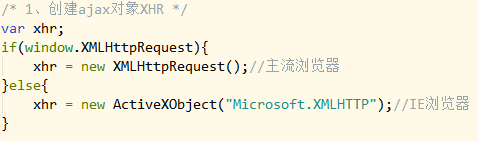 /* 1、创建ajax对象XHR */
var xhr;
if(window.XMLHttpRequest){
    xhr = new XMLHttpRequest();//主流浏览器
}else{
    xhr = new ActiveXObject("Microsoft.XMLHTTP");//IE浏览器
}